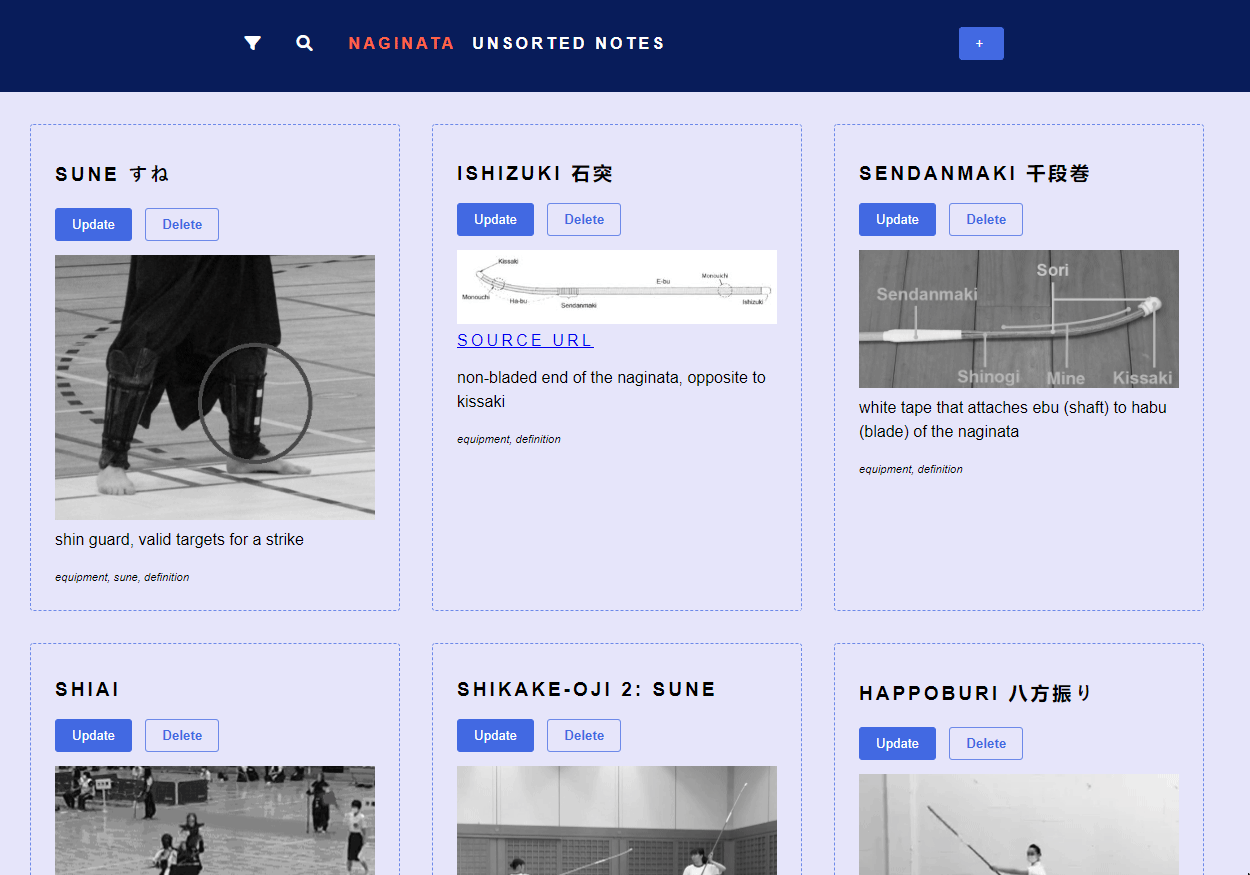 NAGINATA UNSORTED NOTES +
SUNE すね
Update Delete
shin guard, valid targets for a strike
equipment, sune, definition
ISHIZUKI 石突
Update Delete
Kissaki
Monouchi
Ha-bu
Sendanmaki
E-bu
Monouchi
Ishizuki
SOURCE URL
non-bladed end of the naginata, opposite to
kissaki
equipment, definition
SENDANMAKI 千段巻
Update Delete
Sori
Sendanmaki
Shinogi Mine Kissaki
white tape that attaches ebu (shaft) to habu
(blade) of the naginata
equipment, definition
SHIAI
Update Delete
SHIKAKE-OJI 2: SUNE
Update Delete
HAPPOBURI 八方振り
Update Delete